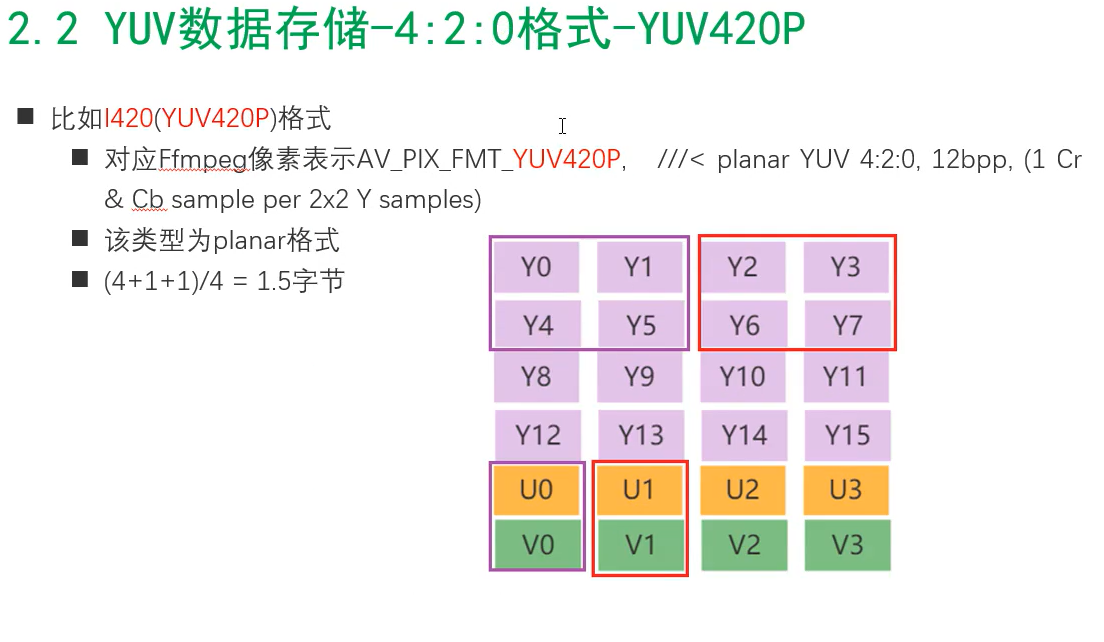 2.2 YUV数据存储-4:2:0格式-YUV420P
比如I420(YUV420P)格式
对应Ffmpeg像素表示AV_PIX_FMT_YUV420P, ///< planar YUV 4:2:0, 12bpp, (1 Cr
& Cb sample per 2x2 Y samples)
该类型为planar格式
(4+1+1)/4 = 1.5字节
Y0 Y1 Y2 Y3
Y4 Y5 Y6 Y7
Y8 Y9 Y10 Y11
Y12 Y13 Y14 Y15
U0 U1 U2 U3
V0 V1 V2 V3